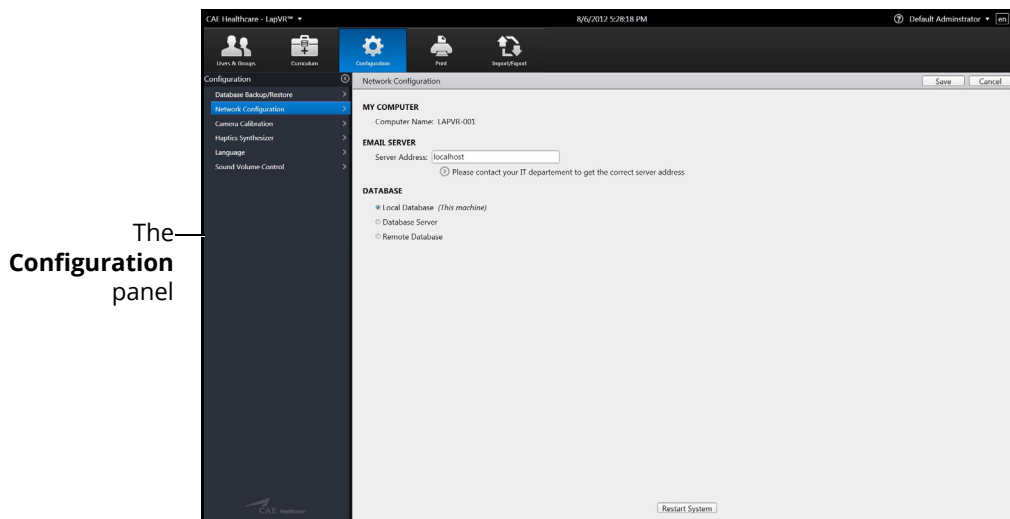 CAE Healthcare - LapVR™
8/6/2012 5:28:18 PM
Default Adminstrator
en
Users & Groups
Curriculum
Configuration
Print
Import/Export
Configuration
Database Backup/Restore
Network Configuration
Camera Calibration
Haptics Synthesizer
Language
Sound Volume Control
Network Configuration
Save
Cancel
MY COMPUTER
Computer Name: LAPVR-001
EMAIL SERVER
Server Address: localhost
Please contact your IT departement to get the correct server address
DATABASE
Local Database (This machine)
Database Server
Remote Database
The
Configuration
panel
CAE Healthcare
Restart System